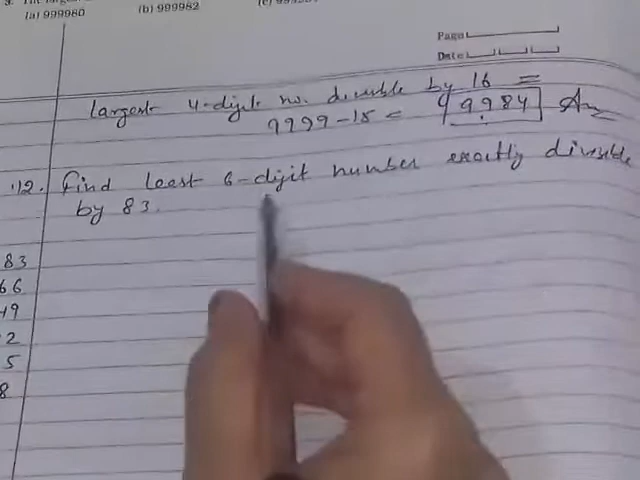 (a) 999980 (b) 999982
Page
Date
largest 4-digit no. divisible by 16 =
9999-15 = 9984 Ans
12. Find least 6-digit number exactly divisible
by 83.
83
66
49
2
5
8